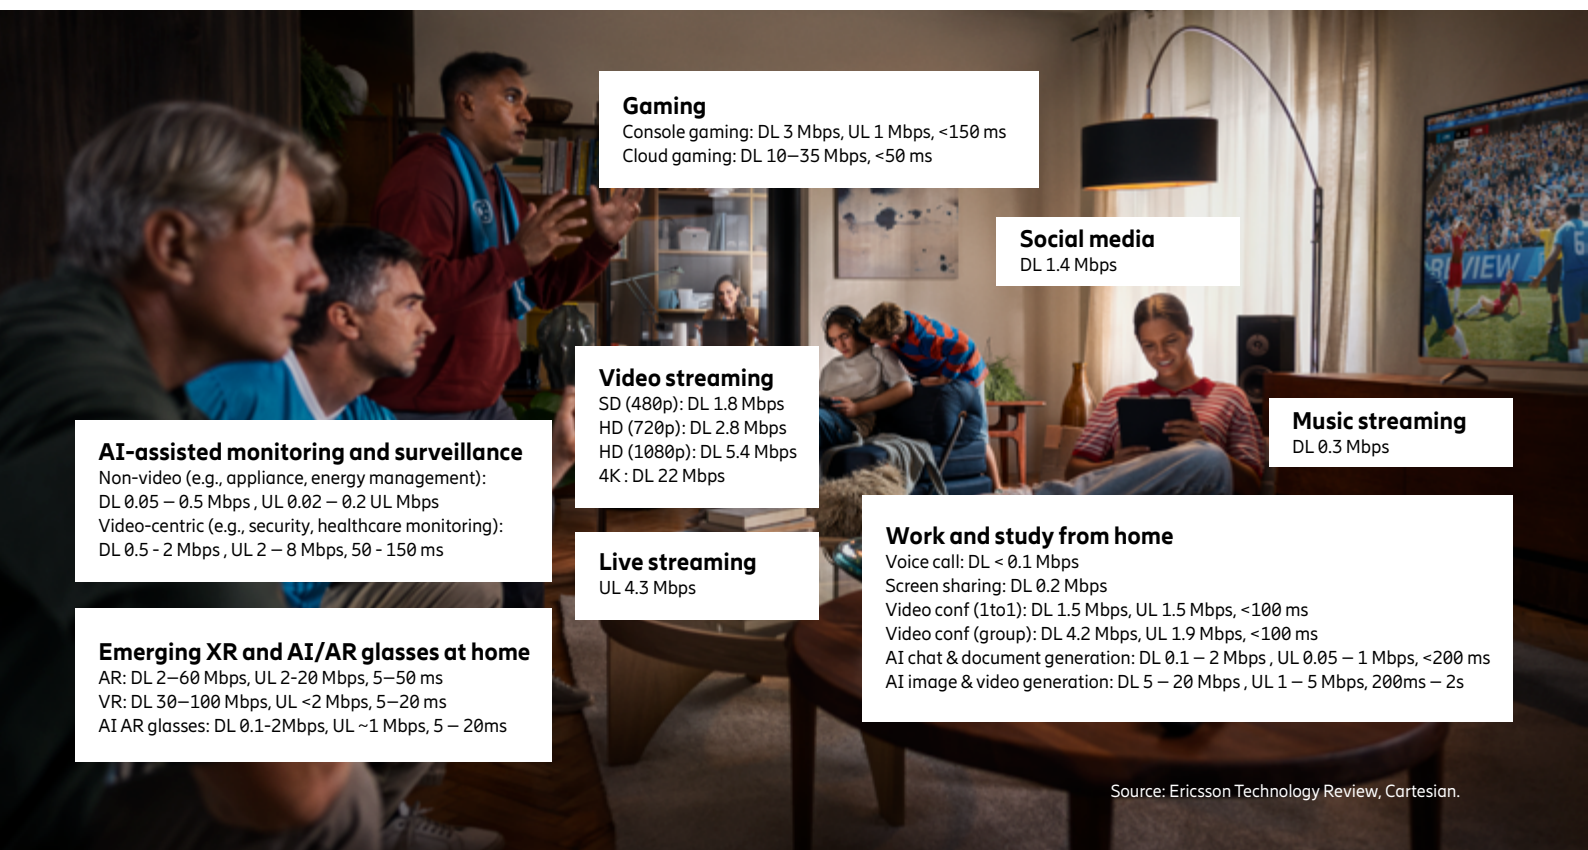 Gaming
Console gaming: DL 3 Mbps, UL 1 Mbps, <150 ms
Cloud gaming: DL 10–35 Mbps, <50 ms
Social media
DL 1.4 Mbps
REVIEW
Video streaming
SD (480p): DL 1.8 Mbps
HD (720p): DL 2.8 Mbps
HD (1080p): DL 5.4 Mbps
4K : DL 22 Mbps
Music streaming
DL 0.3 Mbps
AI-assisted monitoring and surveillance
Non-video (e.g., appliance, energy management):
DL 0.05 – 0.5 Mbps , UL 0.02 – 0.2 UL Mbps
Video-centric (e.g., security, healthcare monitoring):
DL 0.5 - 2 Mbps , UL 2 – 8 Mbps, 50 - 150 ms
Live streaming
UL 4.3 Mbps
Work and study from home
Voice call: DL < 0.1 Mbps
Screen sharing: DL 0.2 Mbps
Video conf (1to1): DL 1.5 Mbps, UL 1.5 Mbps, <100 ms
Video conf (group): DL 4.2 Mbps, UL 1.9 Mbps, <100 ms
AI chat & document generation: DL 0.1 – 2 Mbps , UL 0.05 – 1 Mbps, <200 ms
AI image & video generation: DL 5 – 20 Mbps , UL 1 – 5 Mbps, 200ms – 2s
Emerging XR and AI/AR glasses at home
AR: DL 2–60 Mbps, UL 2-20 Mbps, 5–50 ms
VR: DL 30–100 Mbps, UL <2 Mbps, 5–20 ms
AI AR glasses: DL 0.1-2Mbps, UL ~1 Mbps, 5 – 20ms
Source: Ericsson Technology Review, Cartesian.